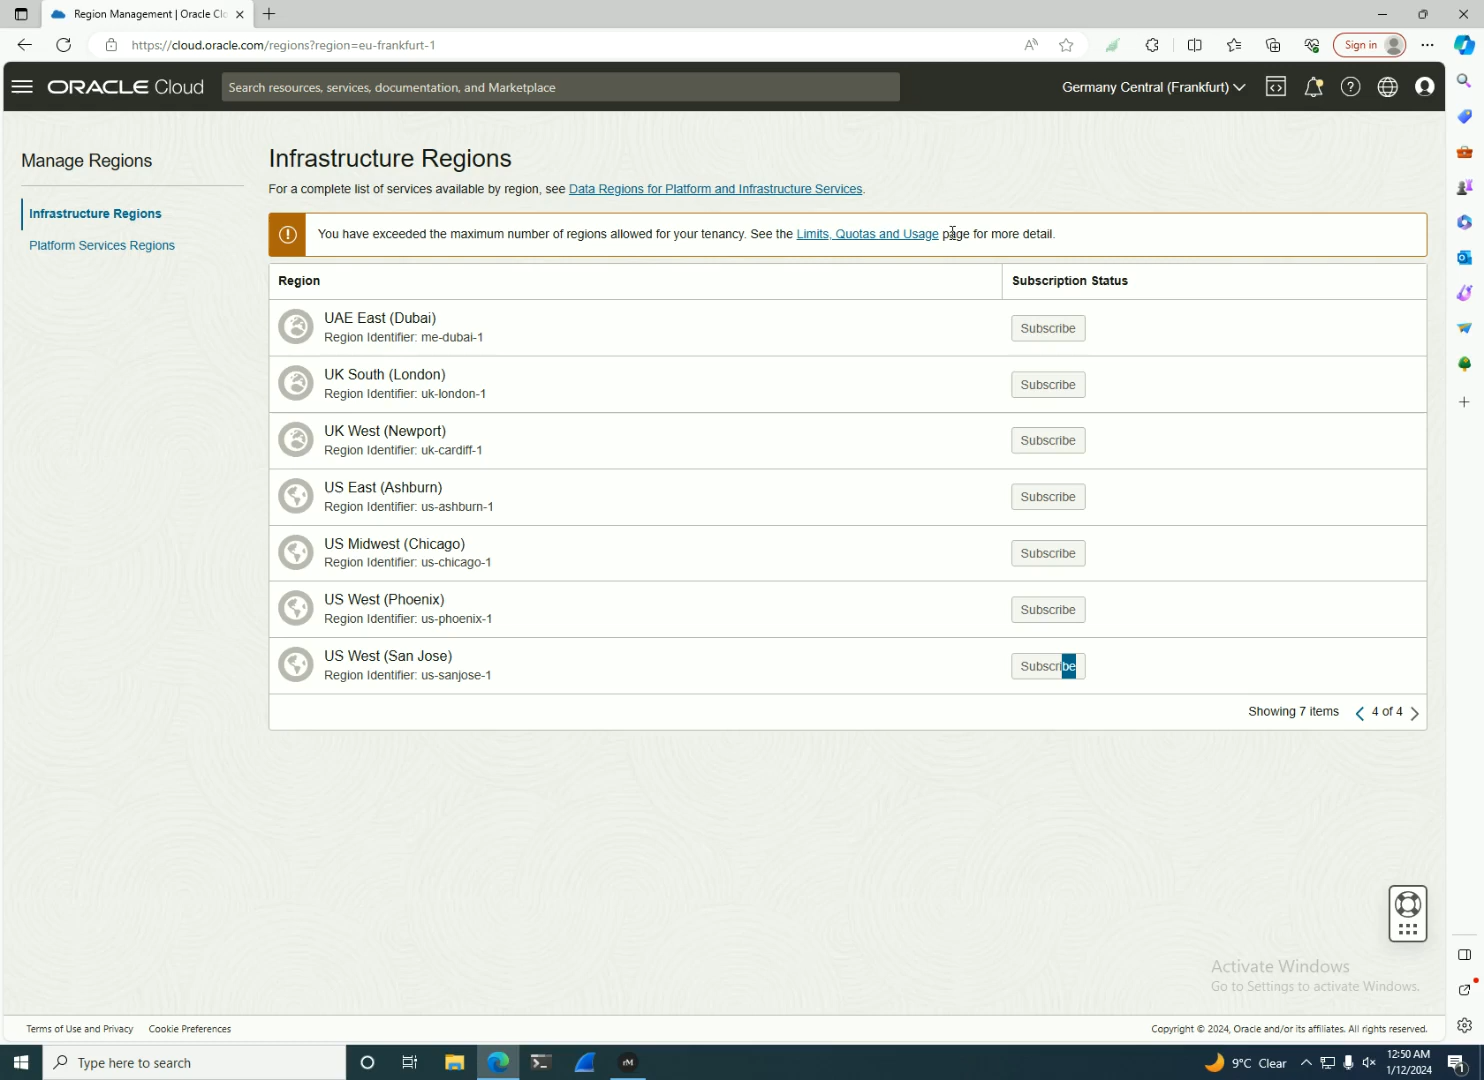 Region Management | Oracle Clo
https://cloud.oracle.com/regions?region=eu-frankfurt-1
Sign in
ORACLE Cloud
Search resources, services, documentation, and Marketplace
Germany Central (Frankfurt)
Manage Regions
Infrastructure Regions
Platform Services Regions
Infrastructure Regions
For a complete list of services available by region, see Data Regions for Platform and Infrastructure Services.
You have exceeded the maximum number of regions allowed for your tenancy. See the Limits, Quotas and Usage page for more detail.
Region
Subscription Status
UAE East (Dubai)
Region Identifier: me-dubai-1
Subscribe
UK South (London)
Region Identifier: uk-london-1
Subscribe
UK West (Newport)
Region Identifier: uk-cardiff-1
Subscribe
US East (Ashburn)
Region Identifier: us-ashburn-1
Subscribe
US Midwest (Chicago)
Region Identifier: us-chicago-1
Subscribe
US West (Phoenix)
Region Identifier: us-phoenix-1
Subscribe
US West (San Jose)
Region Identifier: us-sanjose-1
Subscribe
Showing 7 items
4 of 4
Activate Windows
Go to Settings to activate Windows.
Terms of Use and Privacy
Cookie Preferences
Copyright © 2024, Oracle and/or its affiliates. All rights reserved.
Type here to search
rM
9°C Clear
12:50 AM
1/12/2024
1